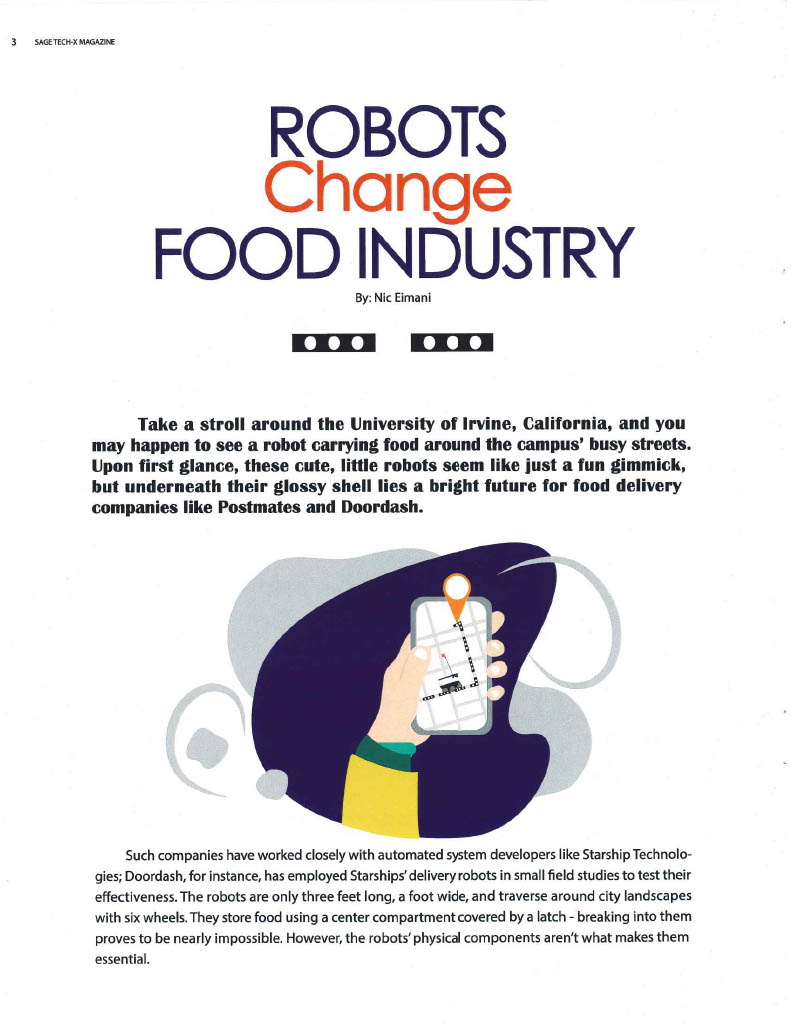 3 SAGE TECH-X MAGAZINE
ROBOTS
Change
FOOD INDUSTRY
By: Nic Eimani
Take a stroll around the University of Irvine, California, and you
may happen to see a robot carrying food around the campus' busy streets.
Upon first glance, these cute, little robots seem like just a fun gimmick,
but underneath their glossy shell lies a bright future for food delivery
companies like Postmates and Doordash.
Such companies have worked closely with automated system developers like Starship Technolo-
gies; Doordash, for instance, has employed Starships' delivery robots in small field studies to test their
effectiveness. The robots are only three feet long, a foot wide, and traverse around city landscapes
with six wheels. They store food using a center compartment covered by a latch - breaking into them
proves to be nearly impossible. However, the robots' physical components aren't what makes them
essential.